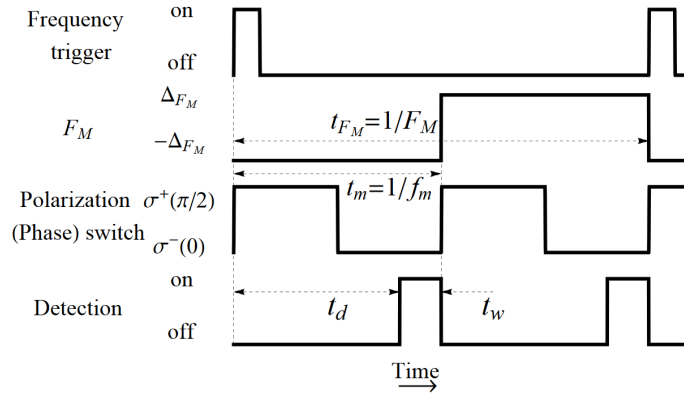 Frequency
trigger
on
off
F_M
Δ_{F_M}
−Δ_{F_M}
t_{F_M}=1/F_M
Polarization
(Phase) switch
σ⁺(π/2)
σ⁻(0)
t_m=1/f_m
Detection
on
off
t_d
t_w
Time